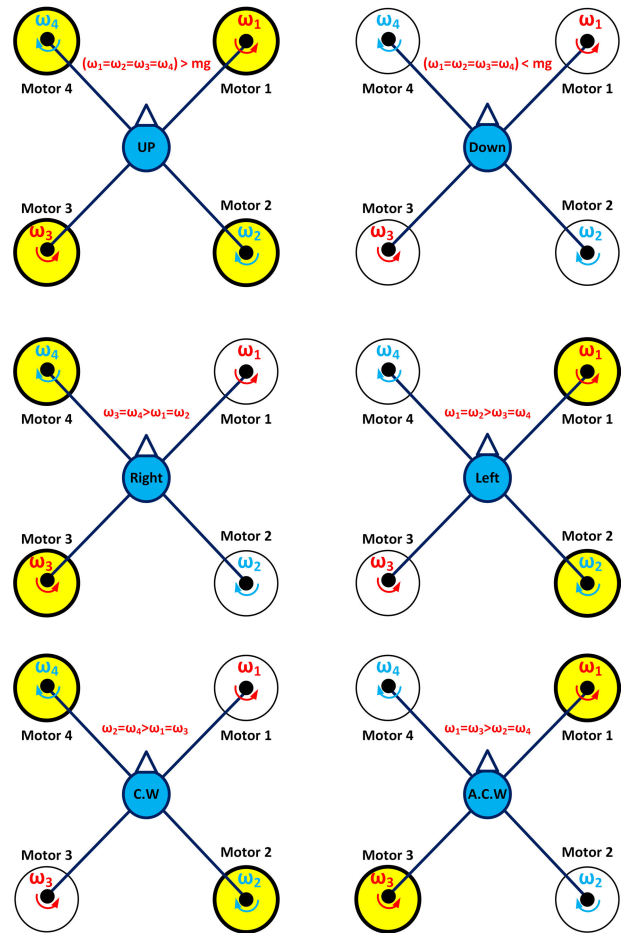 ω₄ ω₁ ω₄ ω₁
(ω₁=ω₂=ω₃=ω₄) > mg (ω₁=ω₂=ω₃=ω₄) < mg
Motor 4 Motor 1 Motor 4 Motor 1
UP Down
Motor 3 Motor 2 Motor 3 Motor 2
ω₃ ω₂ ω₃ ω₂
ω₄ ω₁ ω₄ ω₁
ω₃=ω₄>ω₁=ω₂ ω₁=ω₂>ω₃=ω₄
Motor 4 Motor 1 Motor 4 Motor 1
Right Left
Motor 3 Motor 2 Motor 3 Motor 2
ω₃ ω₂ ω₃ ω₂
ω₄ ω₁ ω₄ ω₁
ω₂=ω₄>ω₁=ω₃ ω₁=ω₃>ω₂=ω₄
Motor 4 Motor 1 Motor 4 Motor 1
C.W A.C.W
Motor 3 Motor 2 Motor 3 Motor 2
ω₃ ω₂ ω₃ ω₂